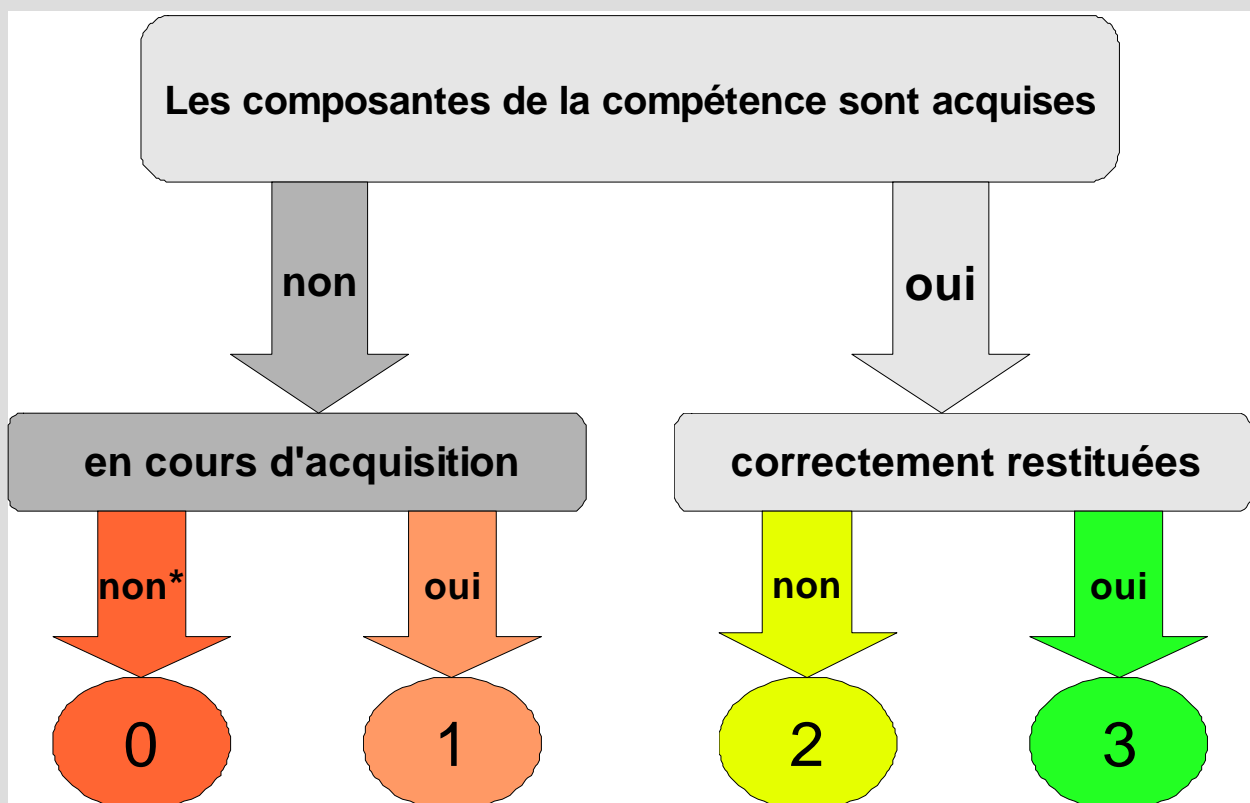 Les composantes de la compétence sont acquises
non
oui
en cours d'acquisition
correctement restituées
non*
oui
non
oui
0
1
2
3